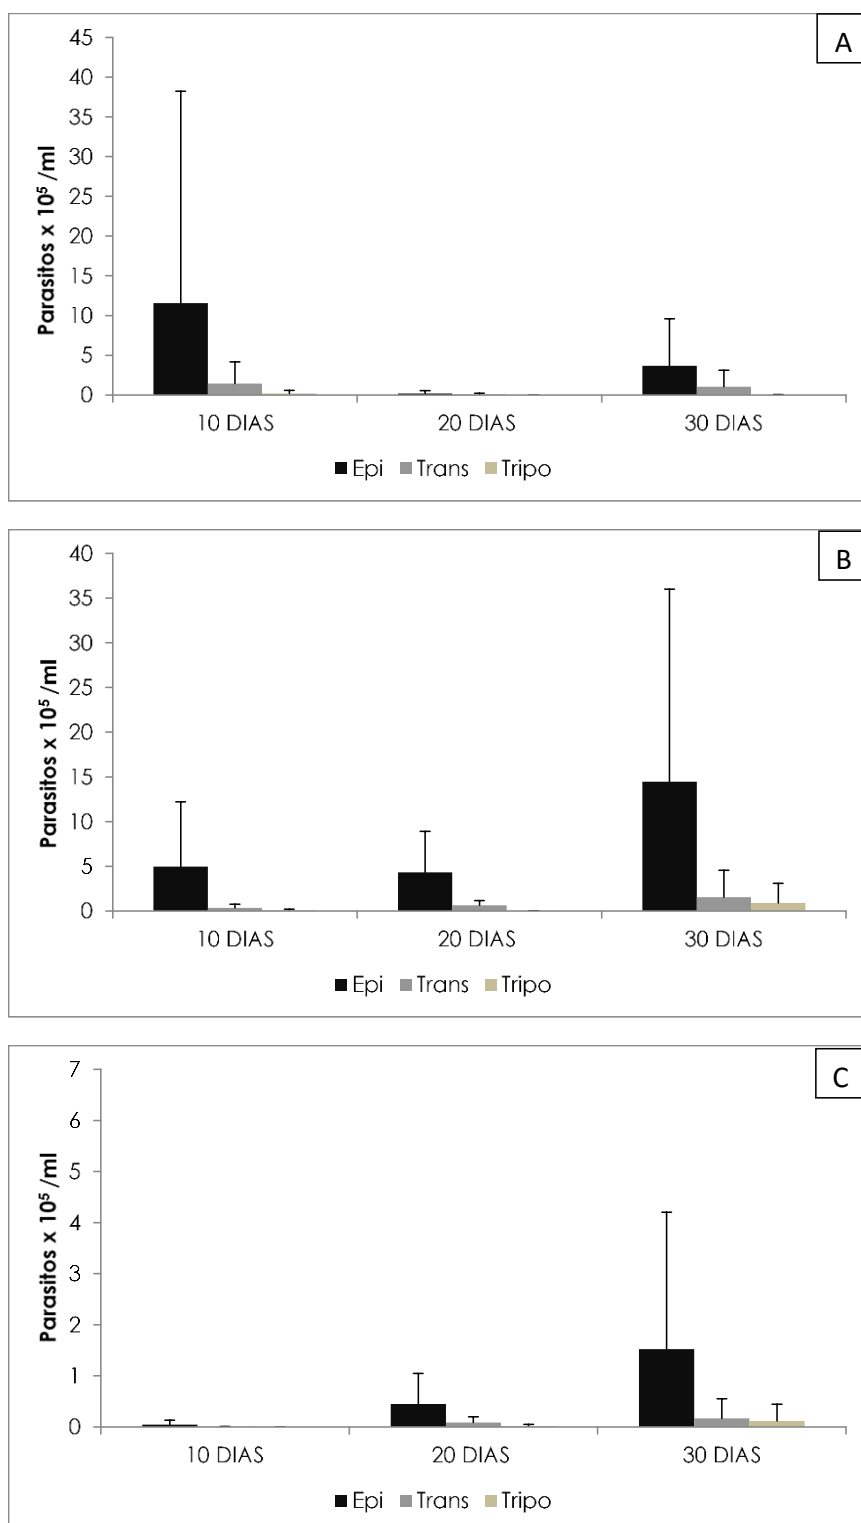 A
Parasitos x 10⁵ /ml
45
40
35
30
25
20
15
10
5
0
10 DIAS 20 DIAS 30 DIAS
Epi Trans Tripo
B
Parasitos x 10⁵ /ml
40
35
30
25
20
15
10
5
0
10 DIAS 20 DIAS 30 DIAS
Epi Trans Tripo
C
Parasitos x 10⁵ /ml
7
6
5
4
3
2
1
0
10 DIAS 20 DIAS 30 DIAS
Epi Trans Tripo